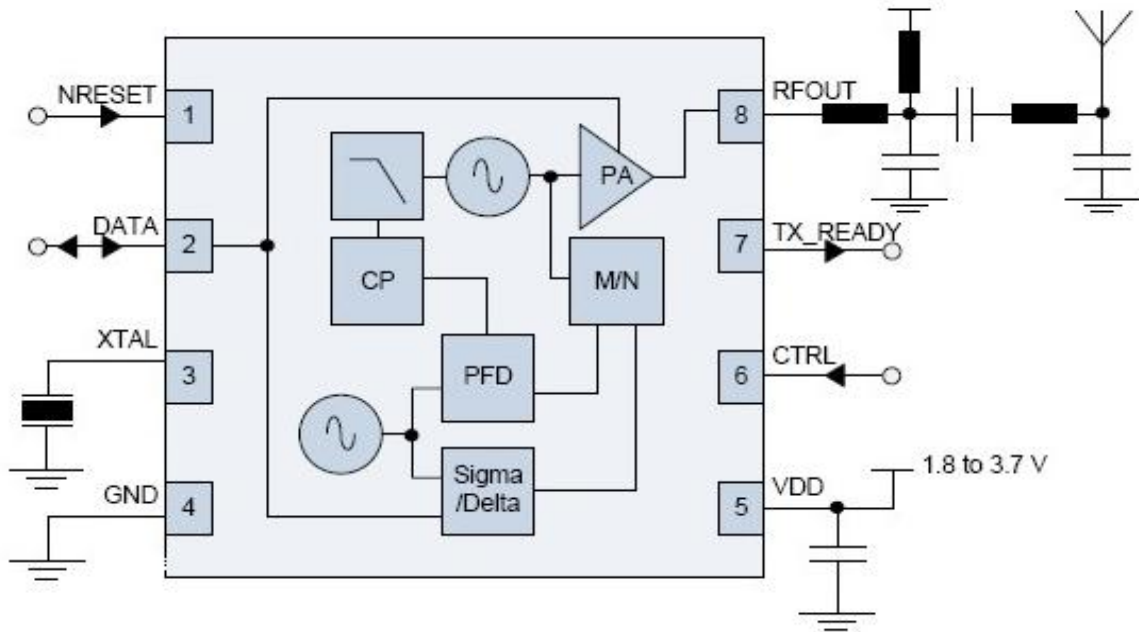 NRESET
1
DATA
2
XTAL
3
GND
4
PA
CP
M/N
PFD
Sigma
/Delta
RFOUT
8
TX_READY
7
CTRL
6
1.8 to 3.7 V
VDD
5